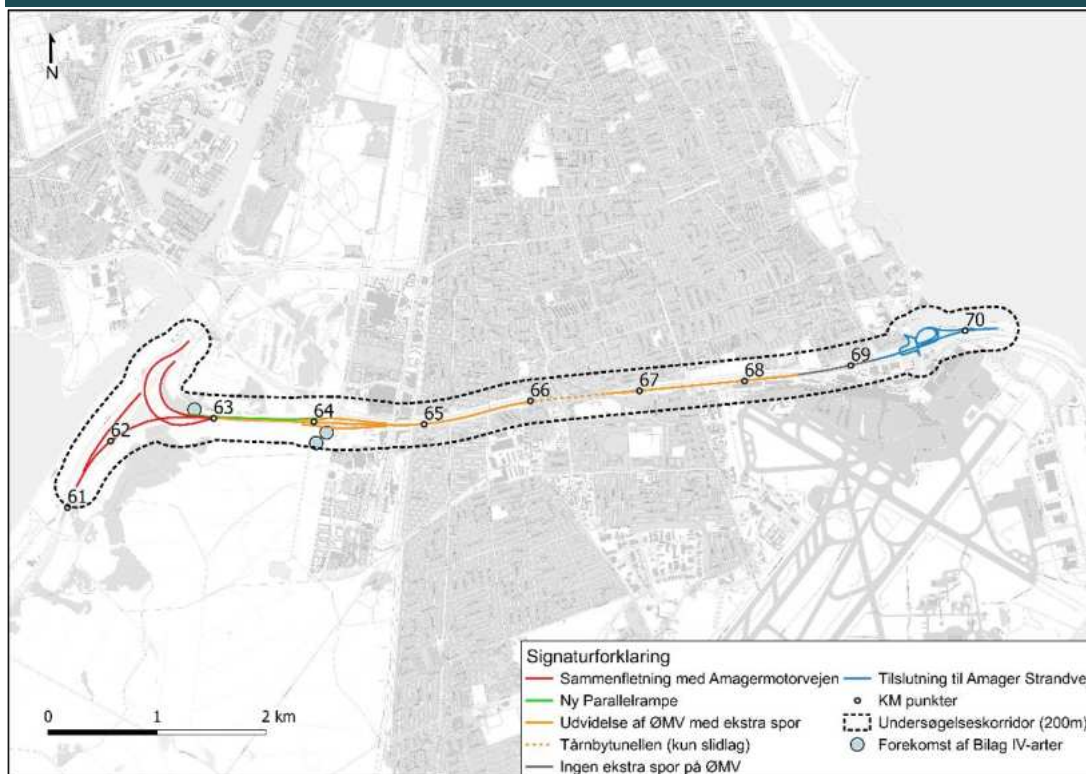 N
70
69
68
67
66
65
64
63
62
61
0 1 2 km
Signaturforklaring
Sammenfletning med Amagermotorvejen
Ny Parallelrampe
Udvidelse af ØMV med ekstra spor
Tårnbytunellen (kun slidlag)
Ingen ekstra spor på ØMV
Tilslutning til Amager Strandve
KM punkter
Undersøgelseskorridor (200m)
Forekomst af Bilag IV-arter